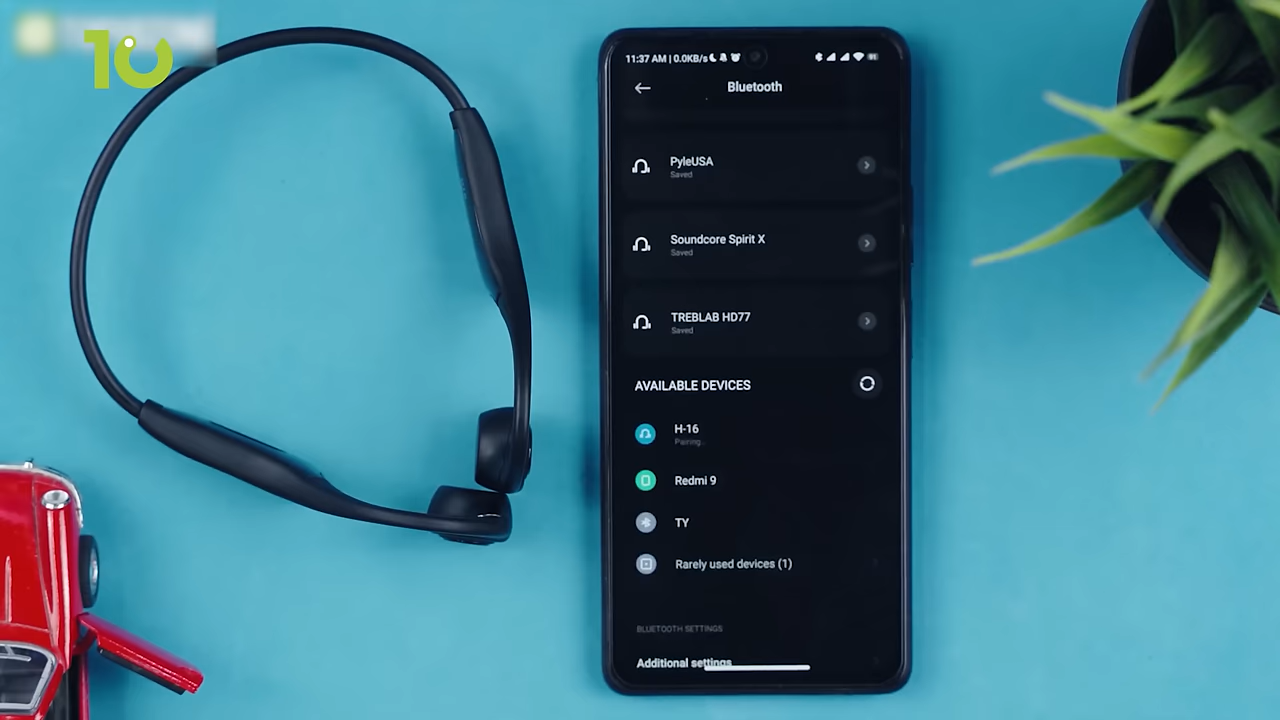 10
11:37 AM | 0.0KB/s
Bluetooth
PyleUSA
Saved
Soundcore Spirit X
Saved
TREBLAB HD77
Saved
AVAILABLE DEVICES
H-16
Pairing...
Redmi 9
TY
Rarely used devices (1)
BLUETOOTH SETTINGS
Additional settings